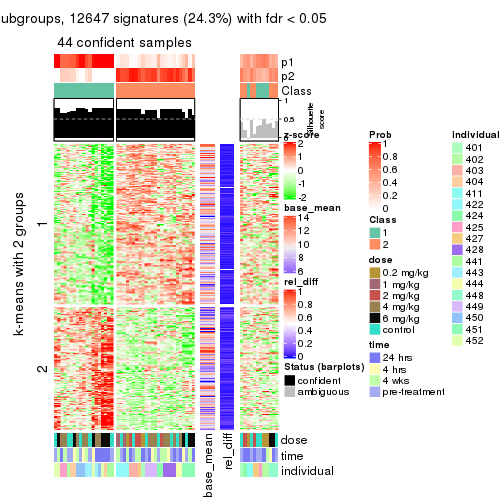 ubgroups, 12647 signatures (24.3%) with fdr < 0.05
44 confident samples
p1
p2
Class
1
0.5
0
Silhouette
score
k-means with 2 groups
1
2
z-score
2
1
0
-1
-2
base_mean
14
12
10
8
6
rel_diff
1
0.8
0.6
0.4
0.2
0
Status (barplots)
confident
ambiguous
Prob
1
0.8
0.6
0.4
0.2
0
Class
1
2
dose
0.2 mg/kg
1 mg/kg
2 mg/kg
4 mg/kg
6 mg/kg
control
time
24 hrs
4 hrs
4 wks
pre-treatment
individual
401
402
403
404
411
422
424
425
427
428
441
443
444
448
449
450
451
452
dose
time
individual
base_mean
rel_diff